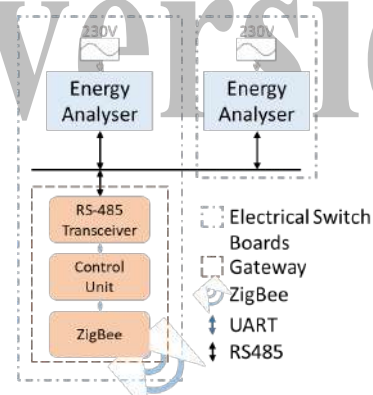 versi
230V
230V
Energy
Analyser
Energy
Analyser
RS-485
Transceiver
Control
Unit
ZigBee
Electrical Switch
Boards
Gateway
ZigBee
UART
RS485